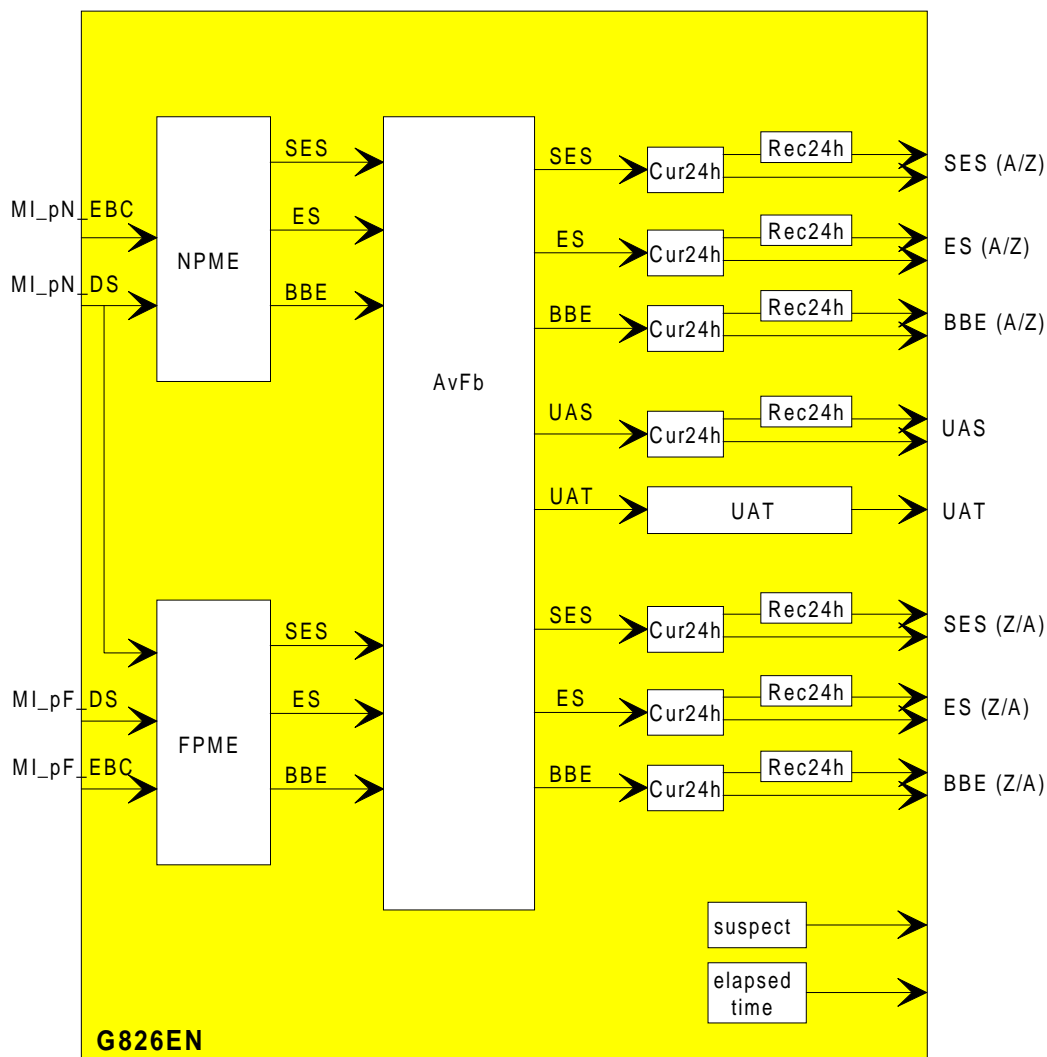 SES
SES
Rec24h
SES (A/Z)
Cur24h
MI_pN_EBC
ES
ES
Rec24h
ES (A/Z)
Cur24h
NPME
MI_pN_DS
BBE
BBE
Rec24h
BBE (A/Z)
Cur24h
AvFb
UAS
Rec24h
UAS
Cur24h
UAT
UAT
UAT
SES
SES
Rec24h
SES (Z/A)
Cur24h
MI_pF_DS
ES
ES
Rec24h
ES (Z/A)
Cur24h
FPME
MI_pF_EBC
BBE
BBE
Rec24h
BBE (Z/A)
Cur24h
suspect
elapsed
time
G826EN